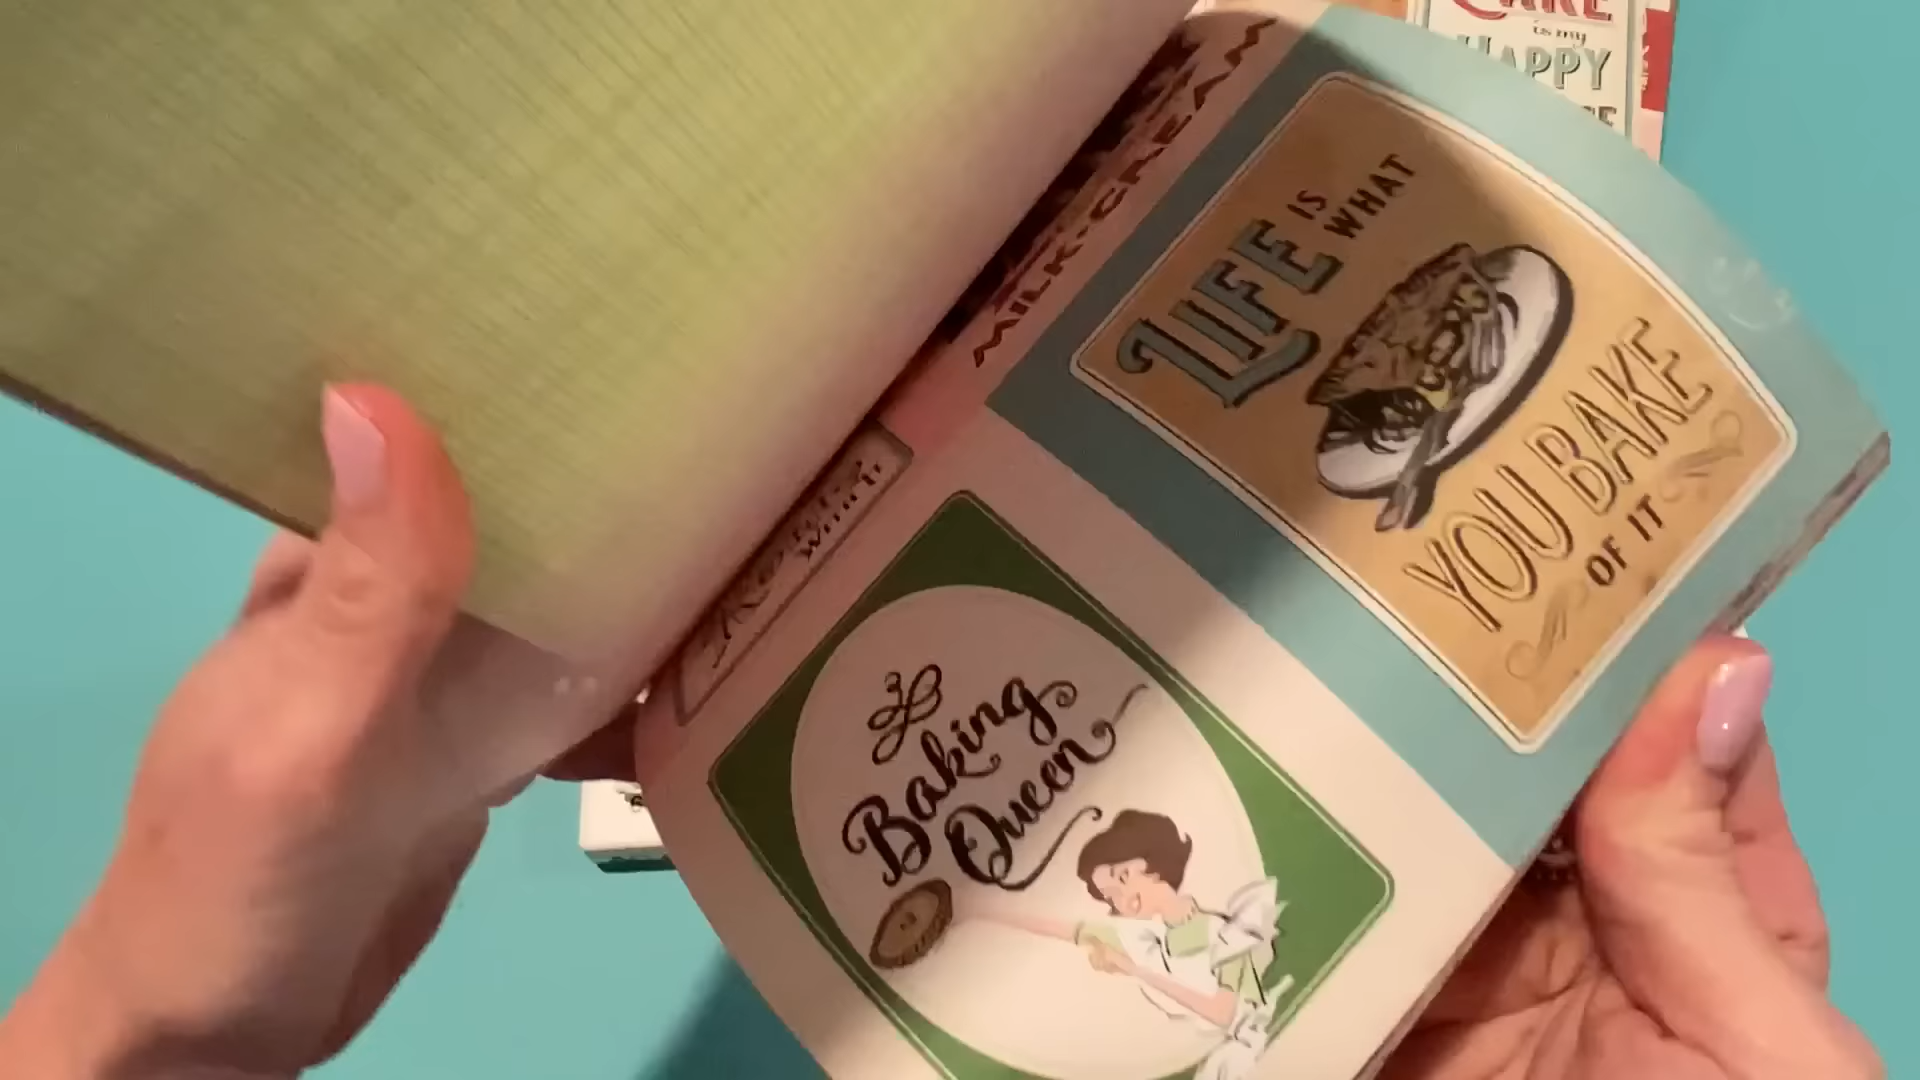 CAKE
is my
HAPPY
MILK•CREAM
LIFE IS WHAT
YOU BAKE
OF IT
Baking
Queen